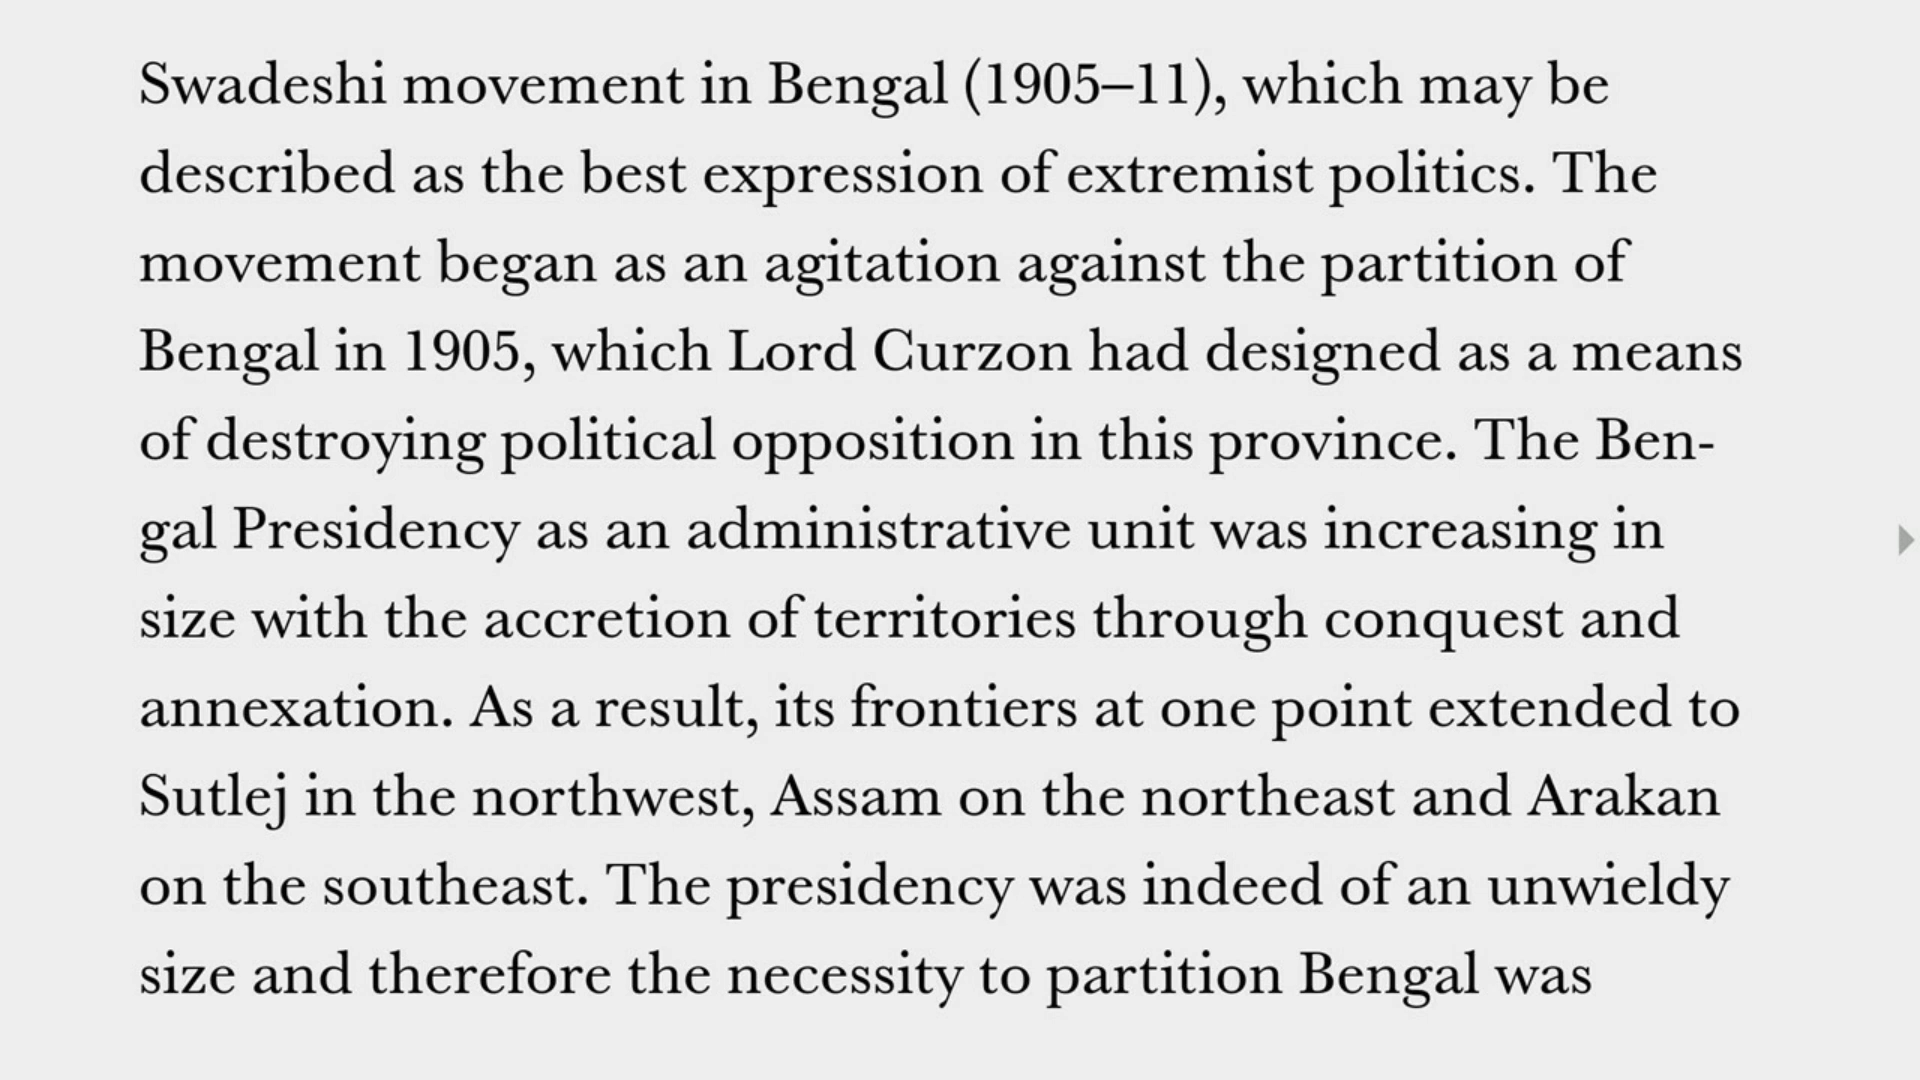 Swadeshi movement in Bengal (1905–11), which may be
described as the best expression of extremist politics. The
movement began as an agitation against the partition of
Bengal in 1905, which Lord Curzon had designed as a means
of destroying political opposition in this province. The Ben-
gal Presidency as an administrative unit was increasing in
size with the accretion of territories through conquest and
annexation. As a result, its frontiers at one point extended to
Sutlej in the northwest, Assam on the northeast and Arakan
on the southeast. The presidency was indeed of an unwieldy
size and therefore the necessity to partition Bengal was